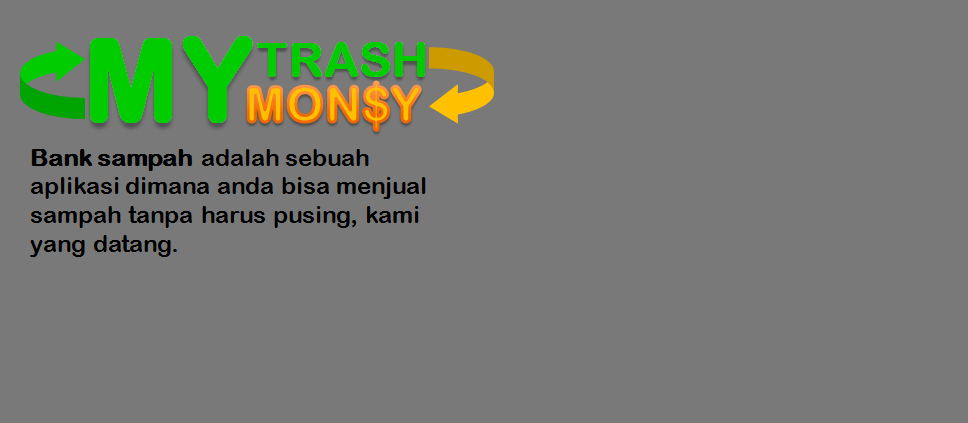 MY TRASH
MON$Y
Bank sampah adalah sebuah
aplikasi dimana anda bisa menjual
sampah tanpa harus pusing, kami
yang datang.